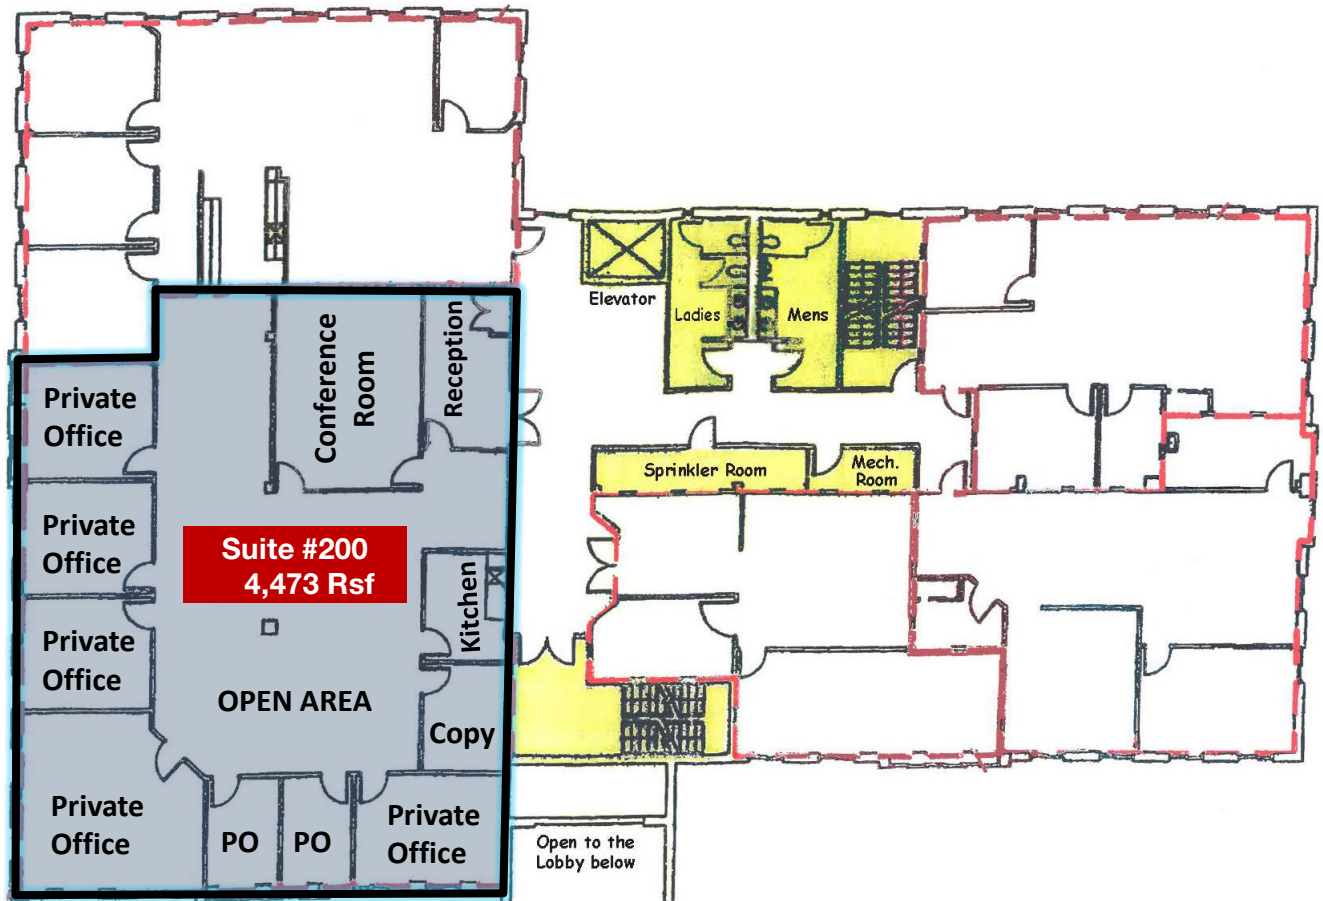 Elevator
Ladies
Mens
Conference
Room
Reception
Private
Office
Sprinkler Room
Mech.
Room
Private
Office
Suite #200
4,473 Rsf
Kitchen
Private
Office
OPEN AREA
Copy
Private
Office
PO
PO
Private
Office
Open to the
Lobby below